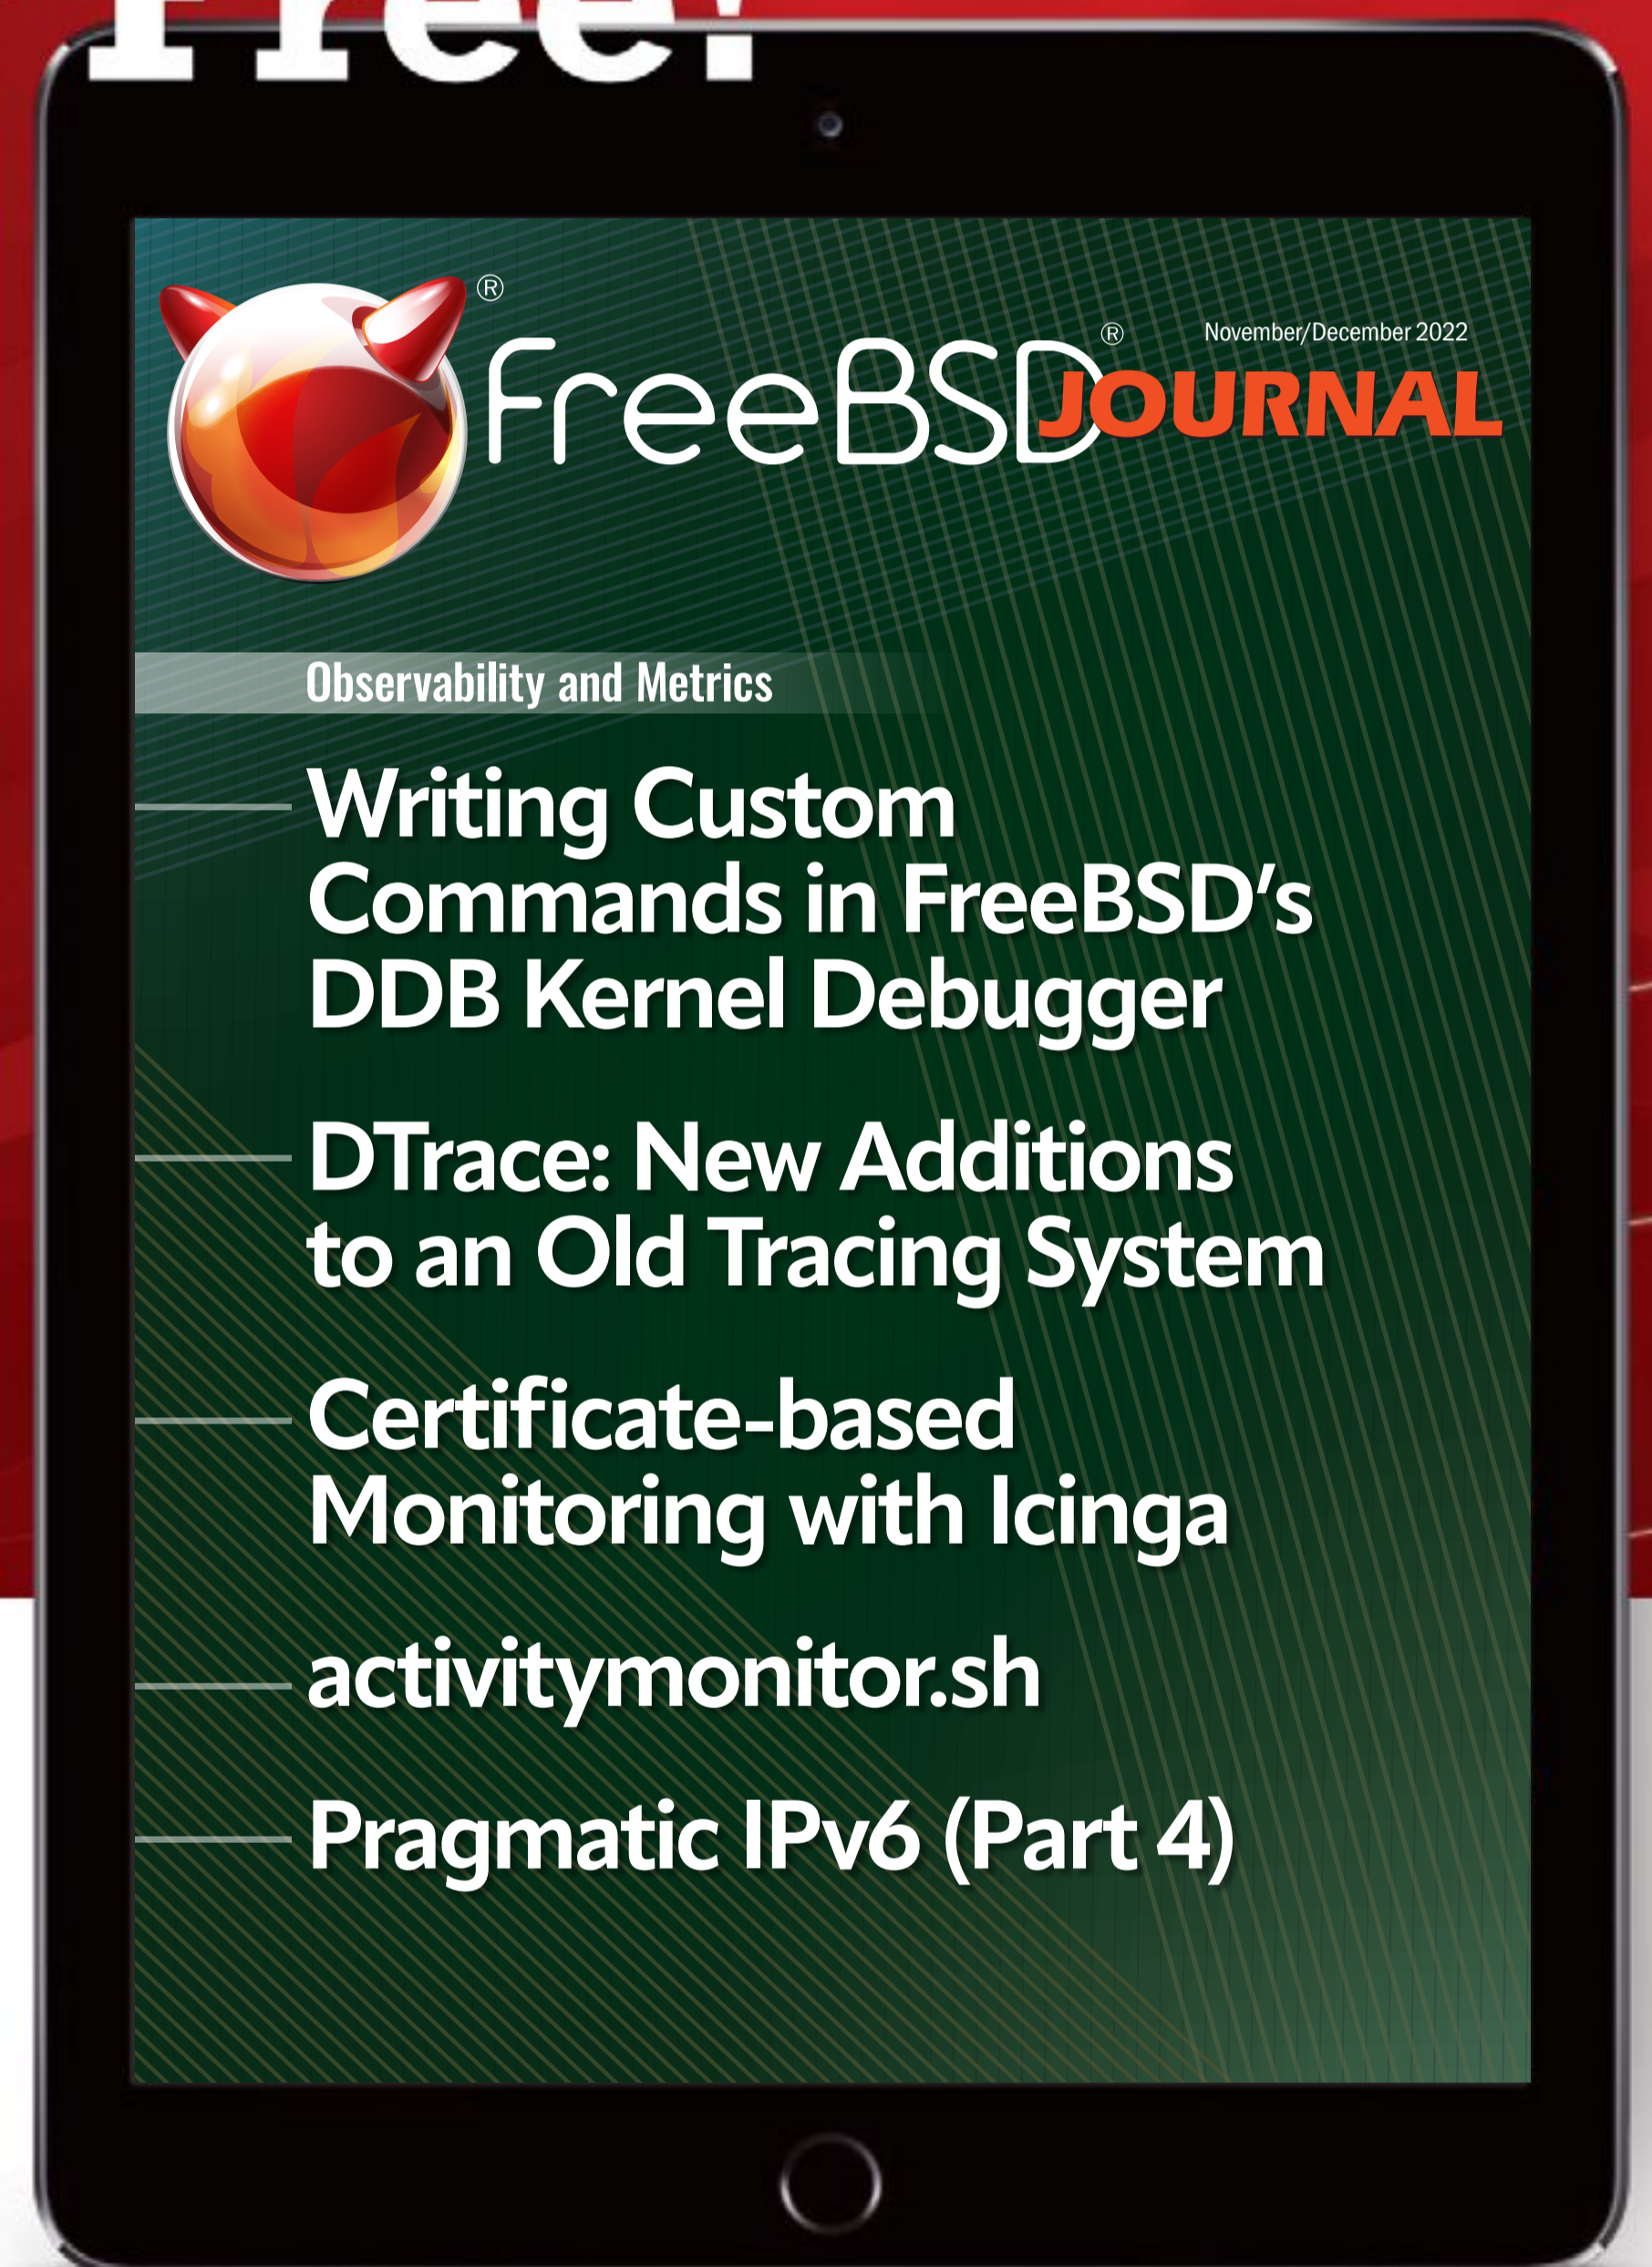 Free!
®
FreeBSD®
November/December 2022
JOURNAL
Observability and Metrics
Writing Custom
Commands in FreeBSD’s
DDB Kernel Debugger
DTrace: New Additions
to an Old Tracing System
Certificate-based
Monitoring with Icinga
activitymonitor.sh
Pragmatic IPv6 (Part 4)